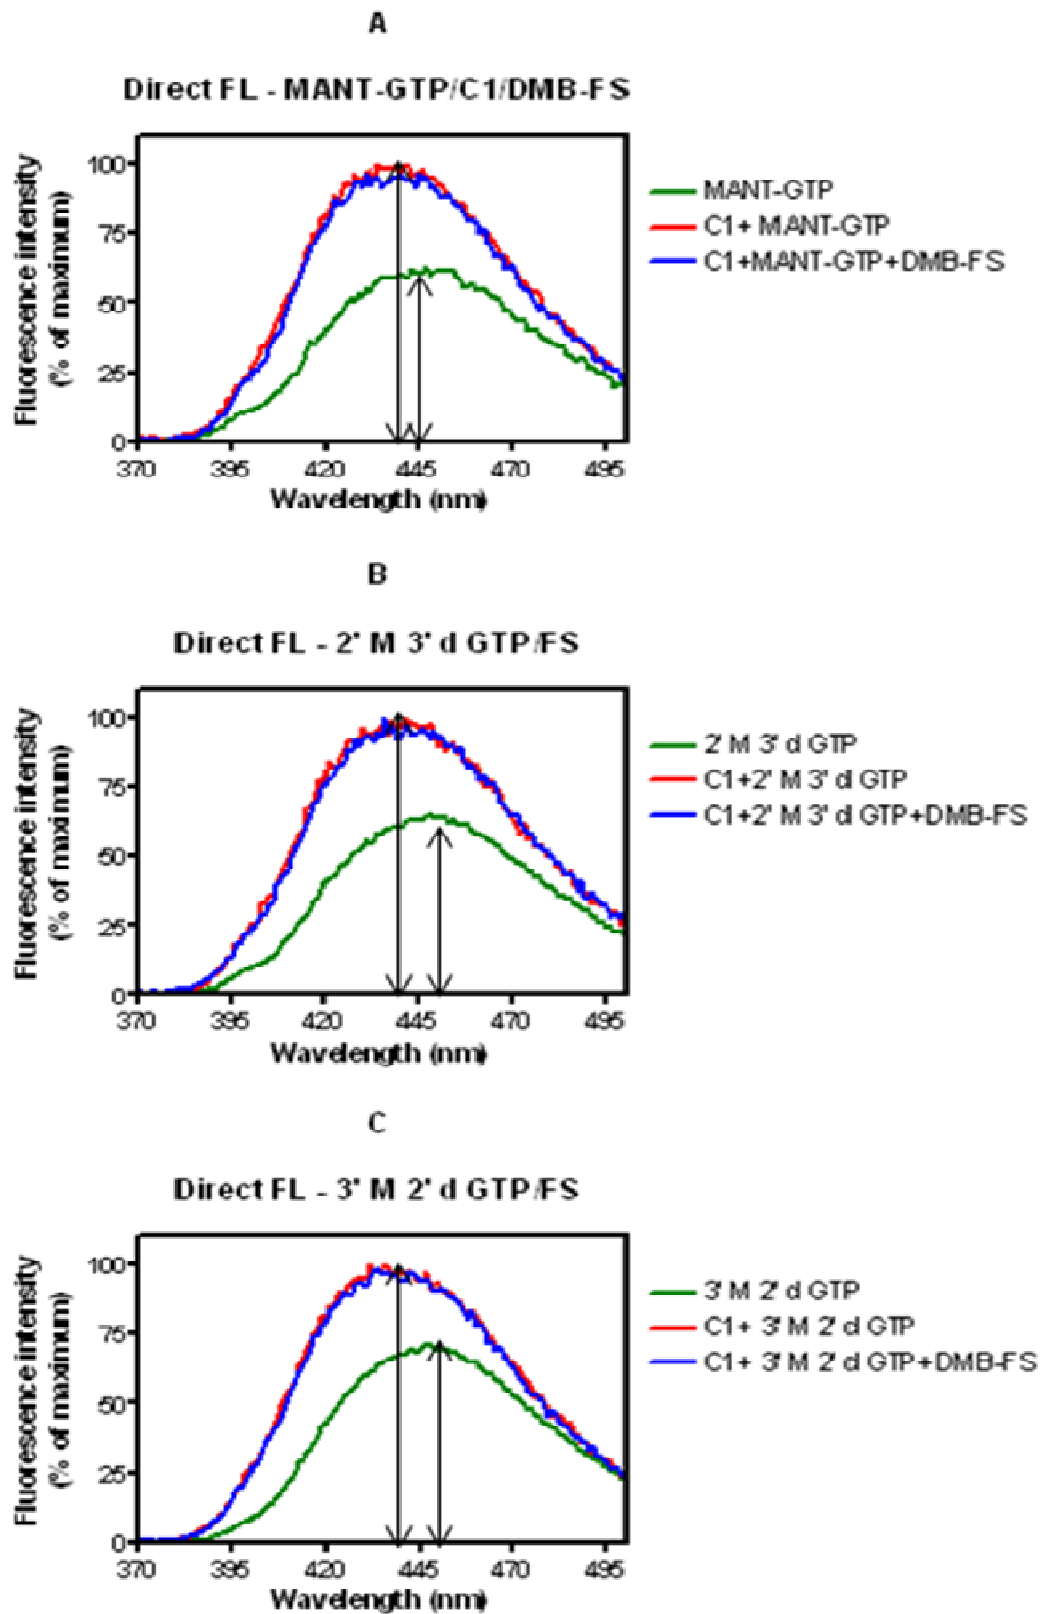 A
Direct FL - MANT-GTP/C1/DMB-FS
Fluorescence intensity
(% of maximum)
100
75
50
25
0
370 395 420 445 470 495
Wavelength (nm)
MANT-GTP
C1+ MANT-GTP
C1+MANT-GTP+DMB-FS
B
Direct FL - 2' M 3' d GTP/FS
Fluorescence intensity
(% of maximum)
100
75
50
25
0
370 395 420 445 470 495
Wavelength (nm)
2' M 3' d GTP
C1+2' M 3' d GTP
C1+2' M 3' d GTP+DMB-FS
C
Direct FL - 3' M 2' d GTP/FS
Fluorescence intensity
(% of maximum)
100
75
50
25
0
370 395 420 445 470 495
Wavelength (nm)
3' M 2' d GTP
C1+ 3' M 2' d GTP
C1+ 3' M 2' d GTP+DMB-FS